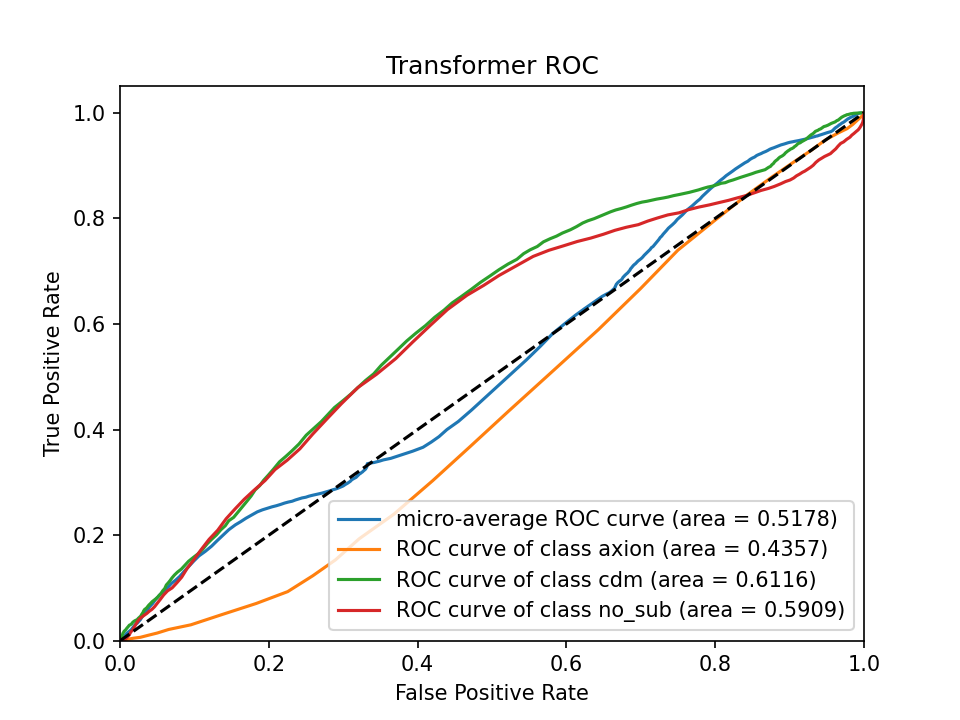 Transformer ROC
True Positive Rate
1.0
0.8
0.6
0.4
0.2
0.0
micro-average ROC curve (area = 0.5178)
ROC curve of class axion (area = 0.4357)
ROC curve of class cdm (area = 0.6116)
ROC curve of class no_sub (area = 0.5909)
0.0 0.2 0.4 0.6 0.8 1.0
False Positive Rate